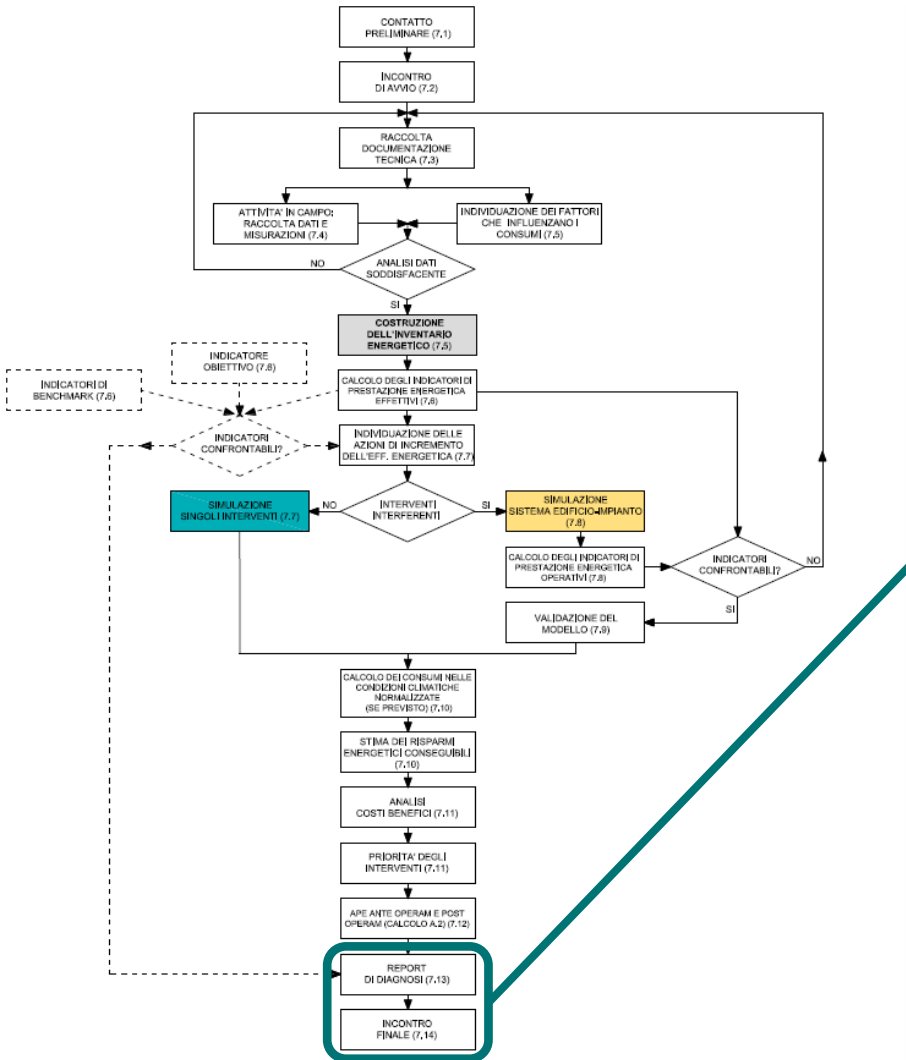 CONTATTO
PRELIMINARE (7.1)
INCONTRO
DI AVVIO (7.2)
RACCOLTA
DOCUMENTAZIONE
TECNICA (7.3)
ATTIVITA' IN CAMPO:
RACCOLTA DATI E
MISURAZIONI (7.4)
INDIVIDUAZIONE DEI FATTORI
CHE INFLUENZANO I
CONSUMI (7.5)
NO
ANALISI DATI
SODDISFACENTE
SI
COSTRUZIONE
DELL'INVENTARIO
ENERGETICO (7.5)
INDICATORE
OBIETTIVO (7.6)
INDICATORI DI
BENCHMARK (7.6)
CALCOLO DEGLI INDICATORI DI
PRESTAZIONE ENERGETICA
EFFETTIVI (7.6)
INDICATORI
CONFRONTABILI?
INDIVIDUAZIONE DELLE
AZIONI DI INCREMENTO
DELL'EFF. ENERGETICA (7.7)
SIMULAZIONE
SINGOLI INTERVENTI (7.7)
NO
INTERVENTI
INTERFERENTI
SI
SIMULAZIONE
SISTEMA EDIFICIO-IMPIANTO
(7.8)
CALCOLO DEGLI INDICATORI DI
PRESTAZIONE ENERGETICA
OPERATIVI (7.8)
INDICATORI
CONFRONTABILI?
NO
SI
VALIDAZIONE DEL
MODELLO (7.9)
CALCOLO DEI CONSUMI NELLE
CONDIZIONI CLIMATICHE
NORMALIZZATE
(SE PREVISTO) (7.10)
STIMA DEI RISPARMI
ENERGETICI CONSEGUIBILI
(7.10)
ANALISI
COSTI BENEFICI (7.11)
PRIORITA' DEGLI
INTERVENTI (7.11)
APE ANTE OPERAM E POST
OPERAM (CALCOLO A.2) (7.12)
REPORT
DI DIAGNOSI (7.13)
INCONTRO
FINALE (7.14)